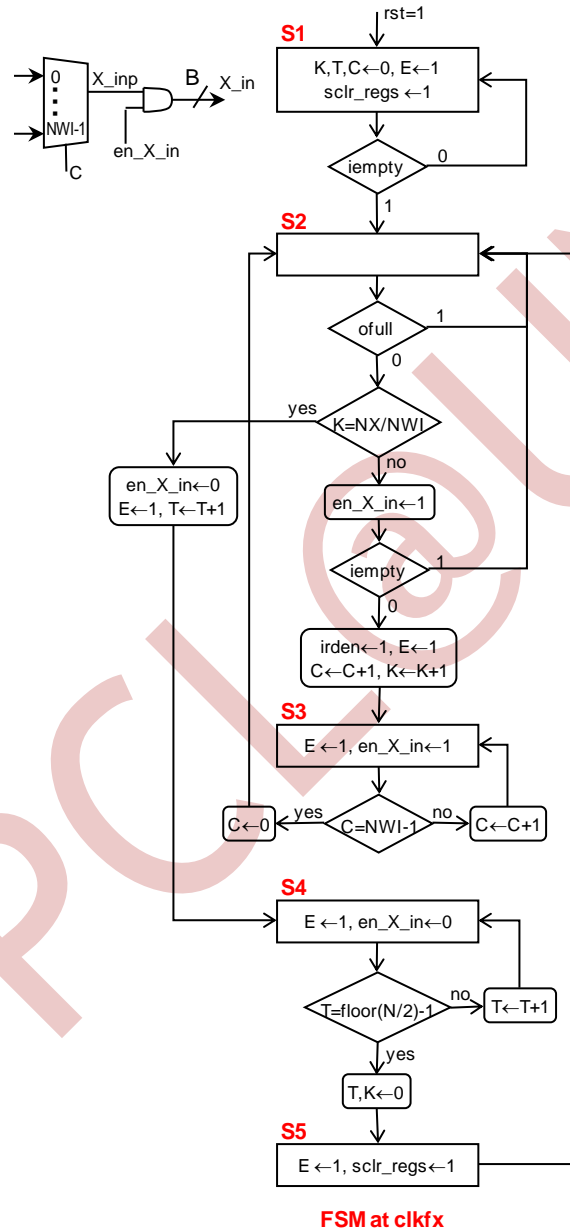 rst=1
S1
K,T,C←0, E←1
sclr_regs ←1
iempty
0
1
0
NWI-1
X_inp
B
X_in
en_X_in
C
S2
ofull
1
0
K=NX/NWI
yes
no
en_X_in←0
E←1, T←T+1
en_X_in←1
iempty
1
0
irden←1, E←1
C←C+1, K←K+1
S3
E ←1, en_X_in←1
C←0
yes
C=NWI-1
no
C←C+1
S4
E ←1, en_X_in←0
T=floor(N/2)-1
no
T←T+1
yes
T,K←0
S5
E ←1, sclr_regs←1
FSM at clkfx